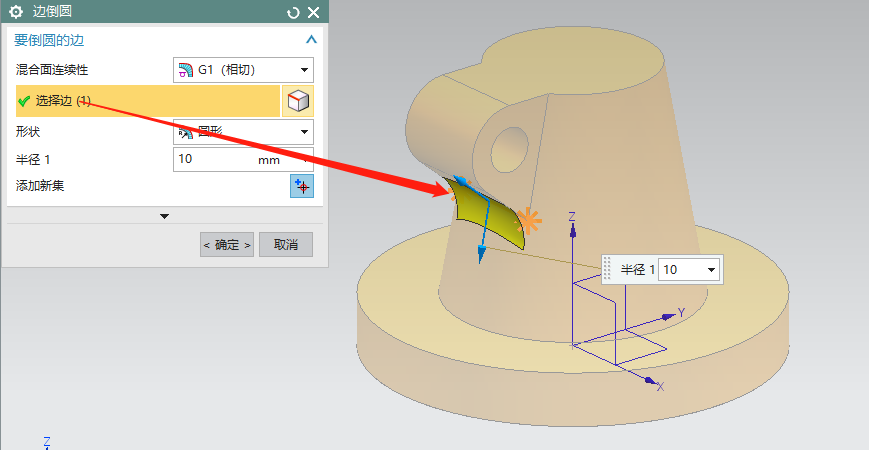 边倒圆
要倒圆的边
混合面连续性
G1（相切）
选择边 (1)
形状
圆形
半径 1
10
mm
添加新集
< 确定 >
取消
Z
半径 1
10
Y
X
Z